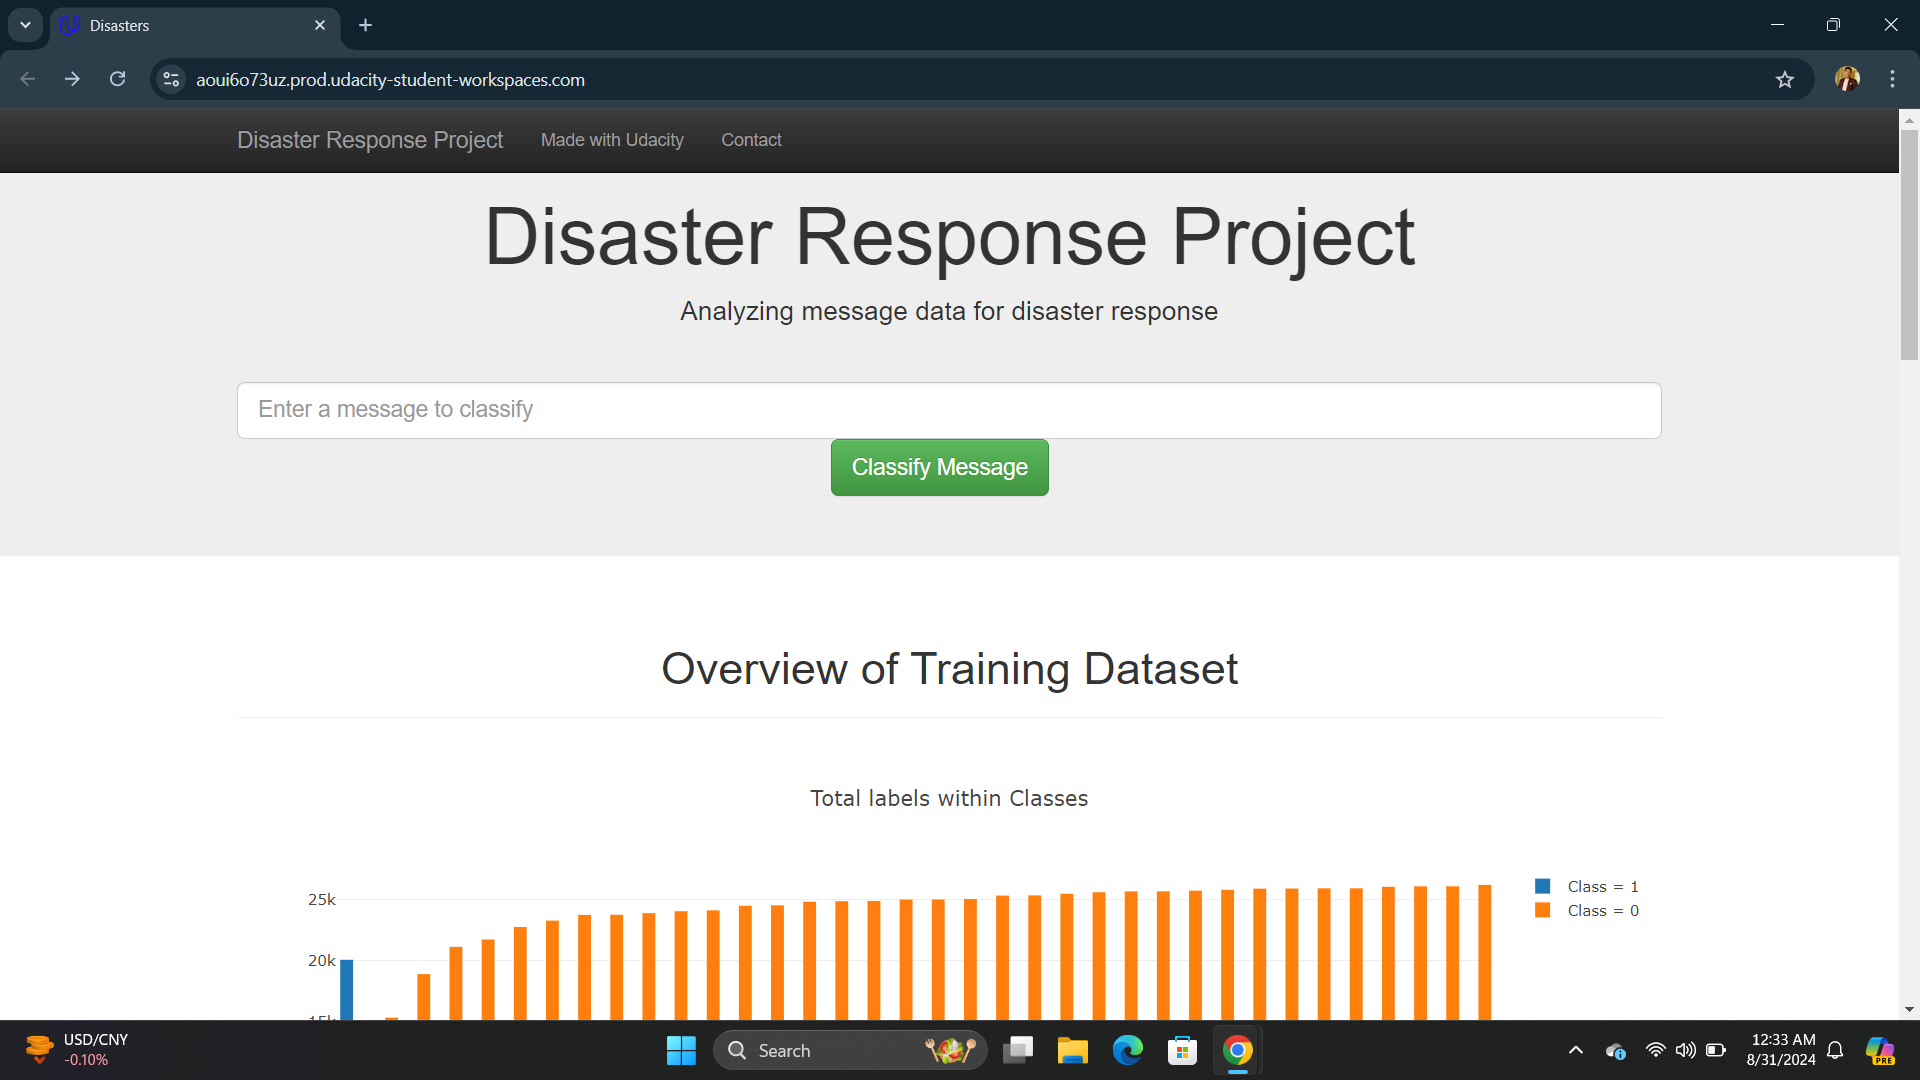 Disasters
aoui6o73uz.prod.udacity-student-workspaces.com
Disaster Response Project Made with Udacity Contact
Disaster Response Project
Analyzing message data for disaster response
Enter a message to classify
Classify Message
Overview of Training Dataset
Total labels within Classes
25k
20k
15k
Class = 1
Class = 0
USD/CNY
-0.10%
Search
12:33 AM
8/31/2024
PRE